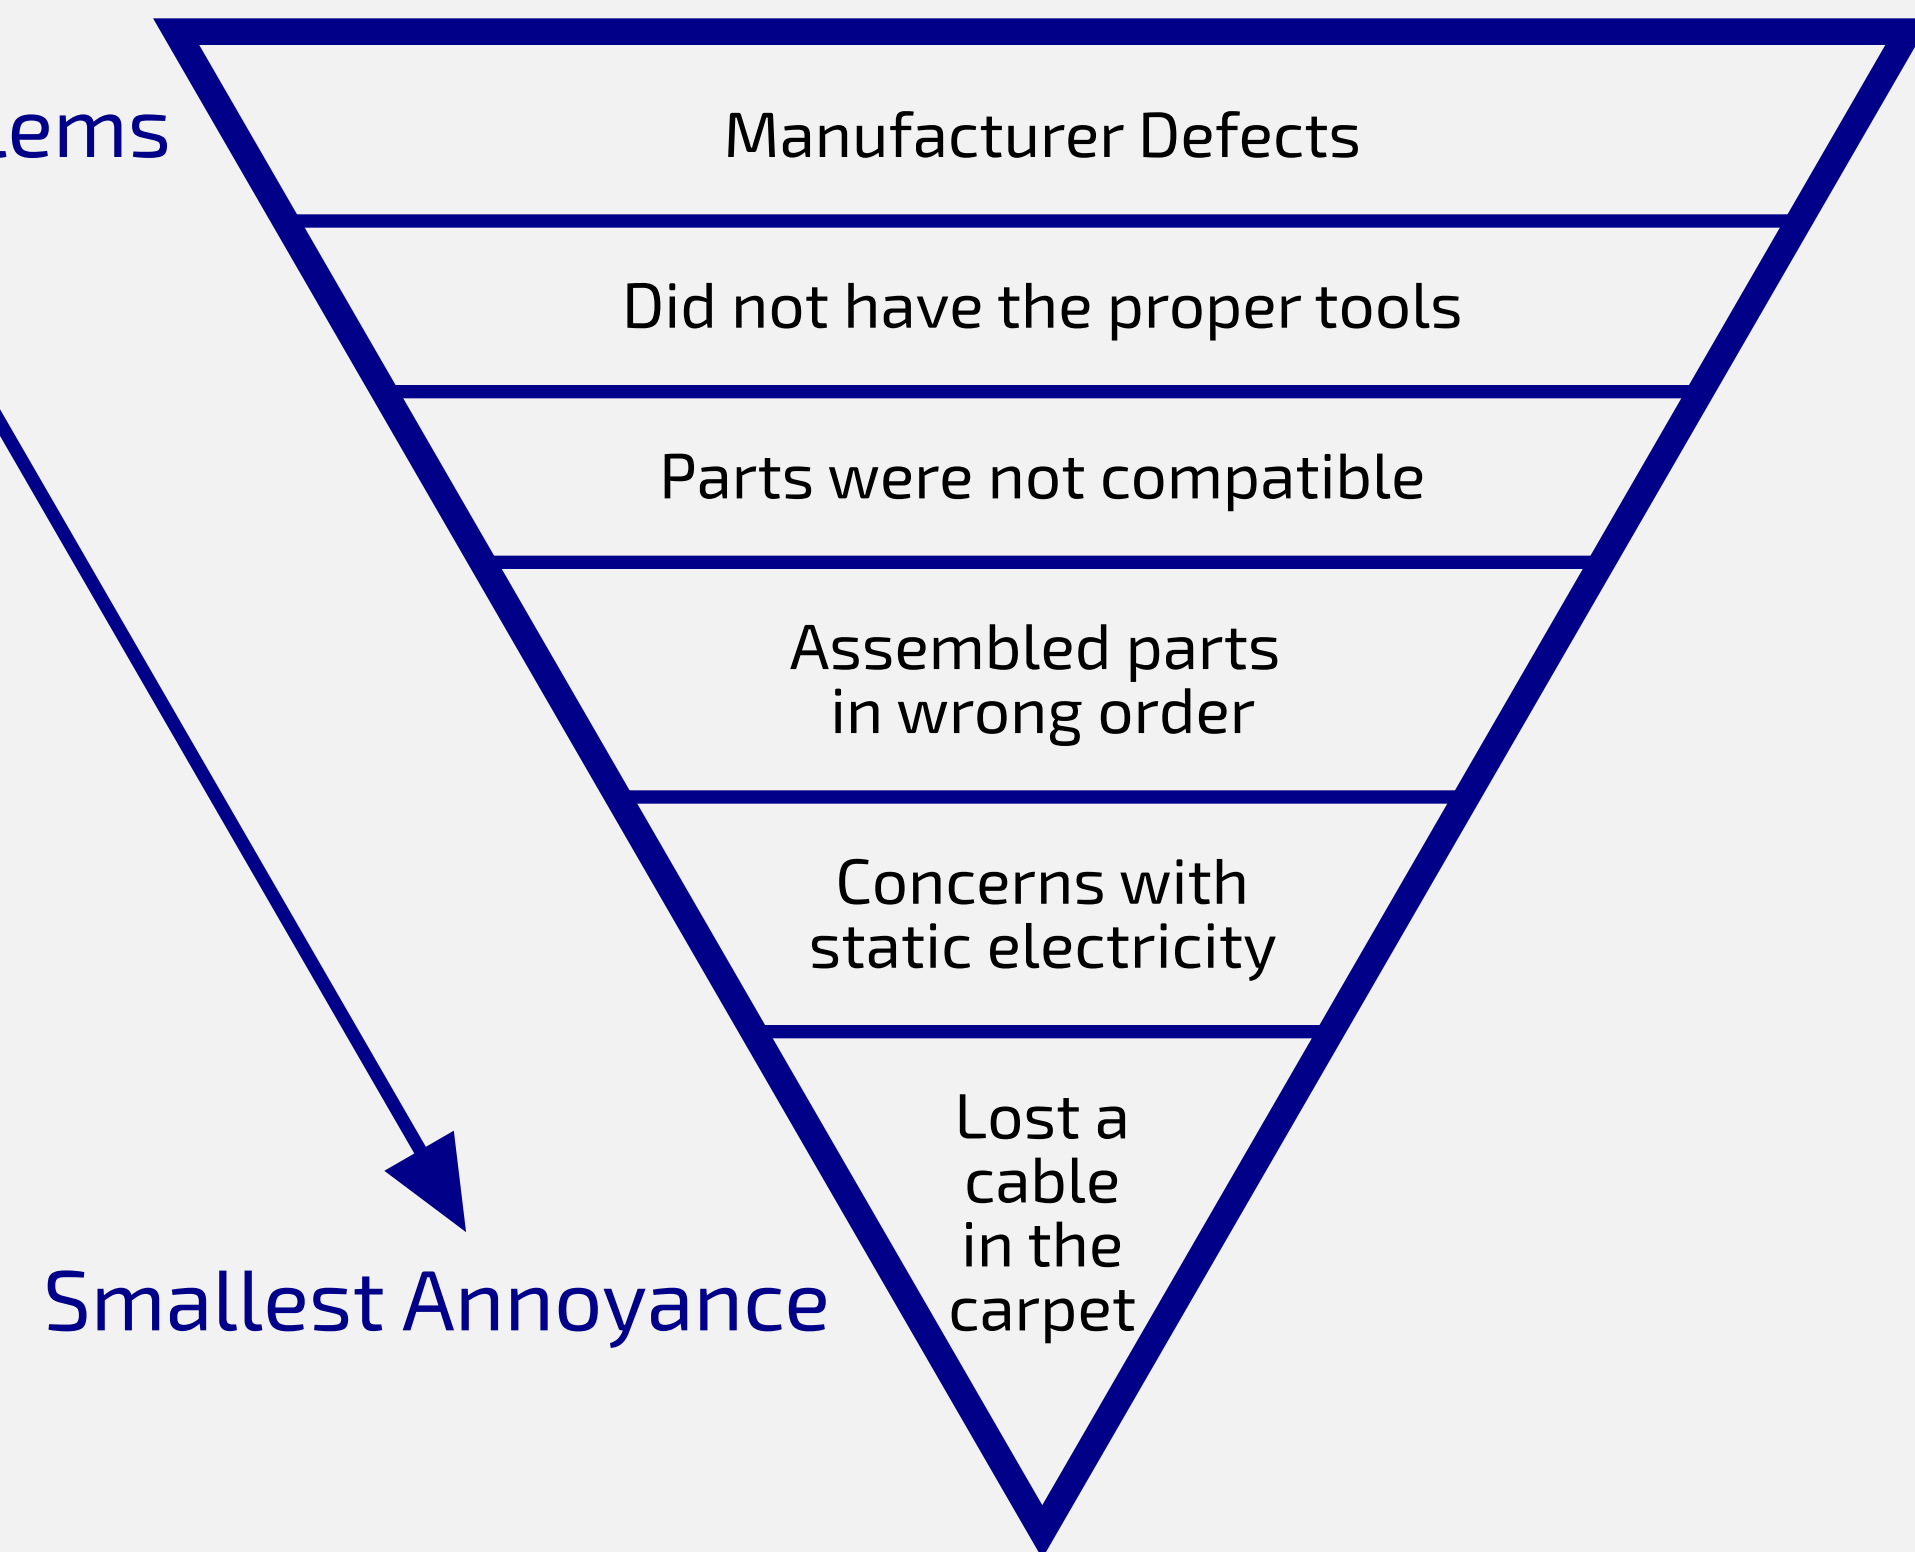 Manufacturer Defects
Did not have the proper tools
Parts were not compatible
Assembled parts
in wrong order
Concerns with
static electricity
Lost a
cable
in the
carpet
Smallest Annoyance